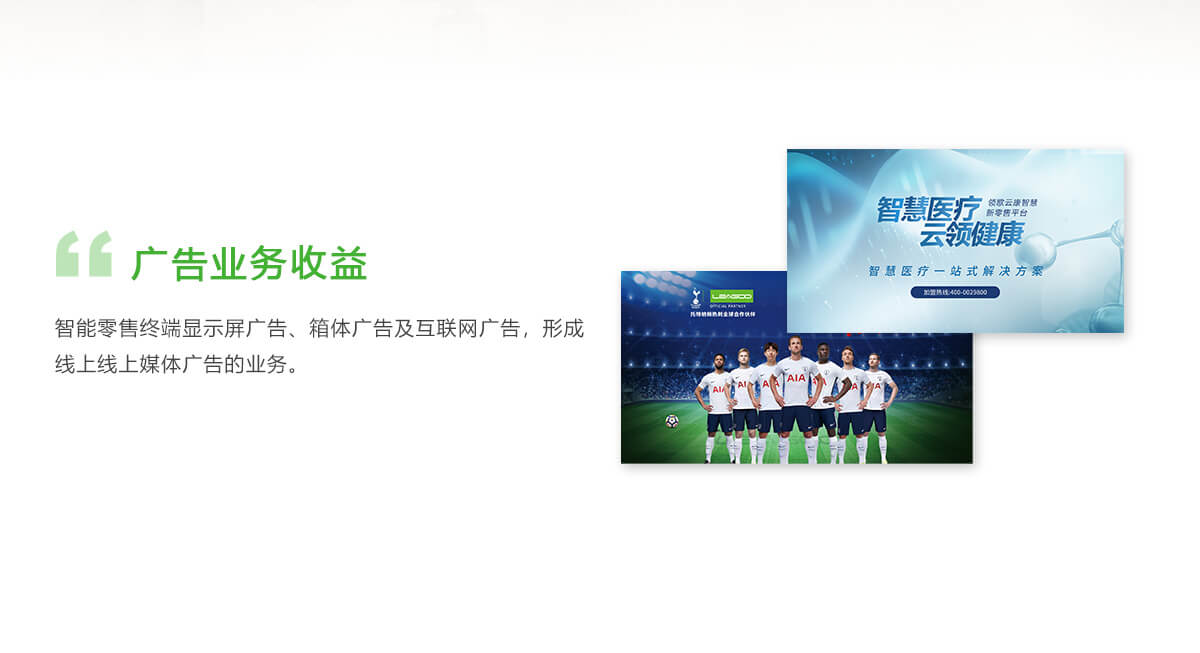 广告业务收益
智能零售终端显示屏广告、箱体广告及互联网广告，形成
线上线上媒体广告的业务。
智慧医疗
领歌云康智慧
新零售平台
云领健康
智慧医疗一站式解决方案
加盟热线:400-0029800
LEAGOO
OFFICIAL PARTNER
托特纳姆热刺全球合作伙伴
AIA
AIA
AIA
AIA
AIA
AIA